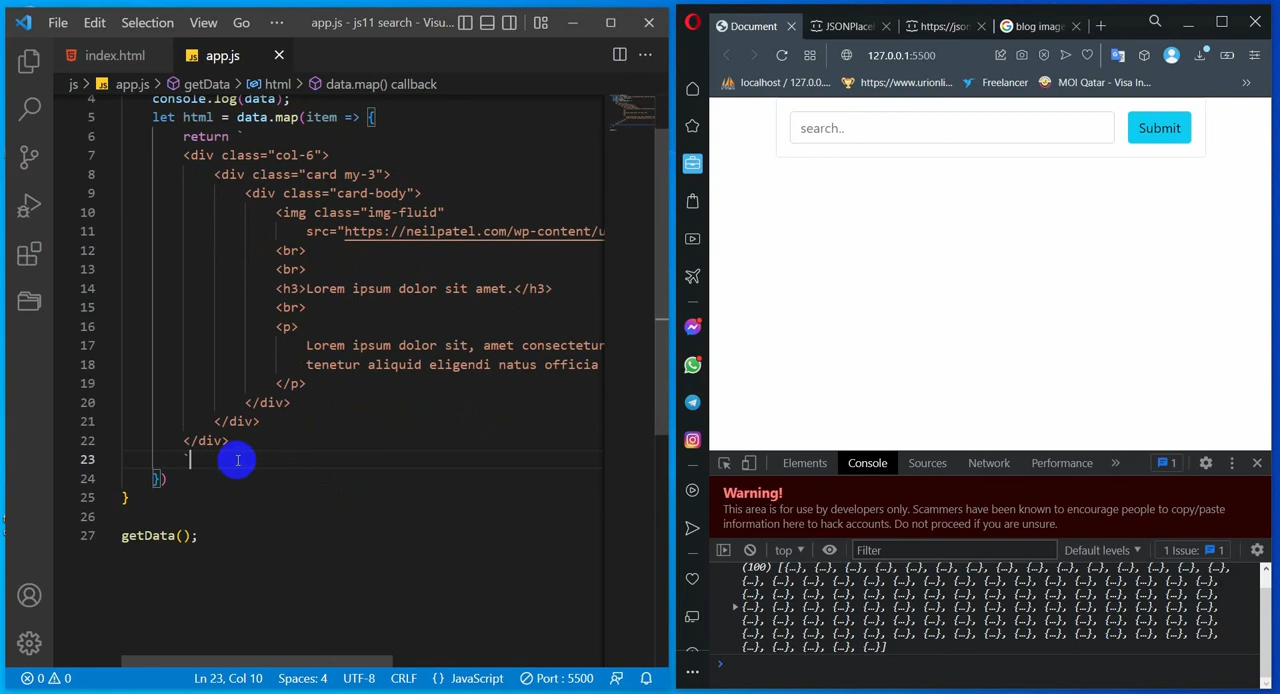 File Edit Selection View Go ··· app.js - js11 search - Visu...
index.html app.js
js > app.js > getData > html > data.map() callback
4 console.log(data);
5 let html = data.map(item => {
6 return `
7 <div class="col-6">
8 <div class="card my-3">
9 <div class="card-body">
10 <img class="img-fluid"
11 src="https://neilpatel.com/wp-content/u
12 <br>
13 <br>
14 <h3>Lorem ipsum dolor sit amet.</h3>
15 <br>
16 <p>
17 Lorem ipsum dolor sit, amet consectetur
18 tenetur aliquid eligendi natus officia
19 </p>
20 </div>
21 </div>
22 </div>
23 `
24 })
25 }
26
27 getData();
0 0 Ln 23, Col 10 Spaces: 4 UTF-8 CRLF {} JavaScript Port : 5500
Document JSONPlacel https://json blog image
127.0.0.1:5500
localhost / 127.0.... https://www.urionli... Freelancer MOI Qatar - Visa In... »
search.. Submit
Elements Console Sources Network Performance » 1
Warning!
This area is for use by developers only. Scammers have been known to encourage people to copy/paste
information here to hack accounts. Do not proceed if you are unsure.
top Filter Default levels 1 Issue: 1
(100) [{…}, {…}, {…}, {…}, {…}, {…}, {…}, {…}, {…}, {…}, {…}, {…}, {…}, {…}, {…},
{…}, {…}, {…}, {…}, {…}, {…}, {…}, {…}, {…}, {…}, {…}, {…}, {…}, {…}, {…}, {…},
{…}, {…}, {…}, {…}, {…}, {…}, {…}, {…}, {…}, {…}, {…}, {…}, {…}, {…}, {…}, {…},
{…}, {…}, {…}, {…}, {…}, {…}, {…}, {…}, {…}, {…}, {…}, {…}, {…}, {…}, {…}, {…},
{…}, {…}, {…}, {…}, {…}, {…}, {…}, {…}, {…}, {…}, {…}, {…}, {…}, {…}, {…}, {…},
{…}, {…}, {…}, {…}, {…}, {…}, {…}, {…}, {…}, {…}, {…}, {…}, {…}, {…}, {…}, {…},
{…}, {…}, {…}, {…}, {…}]